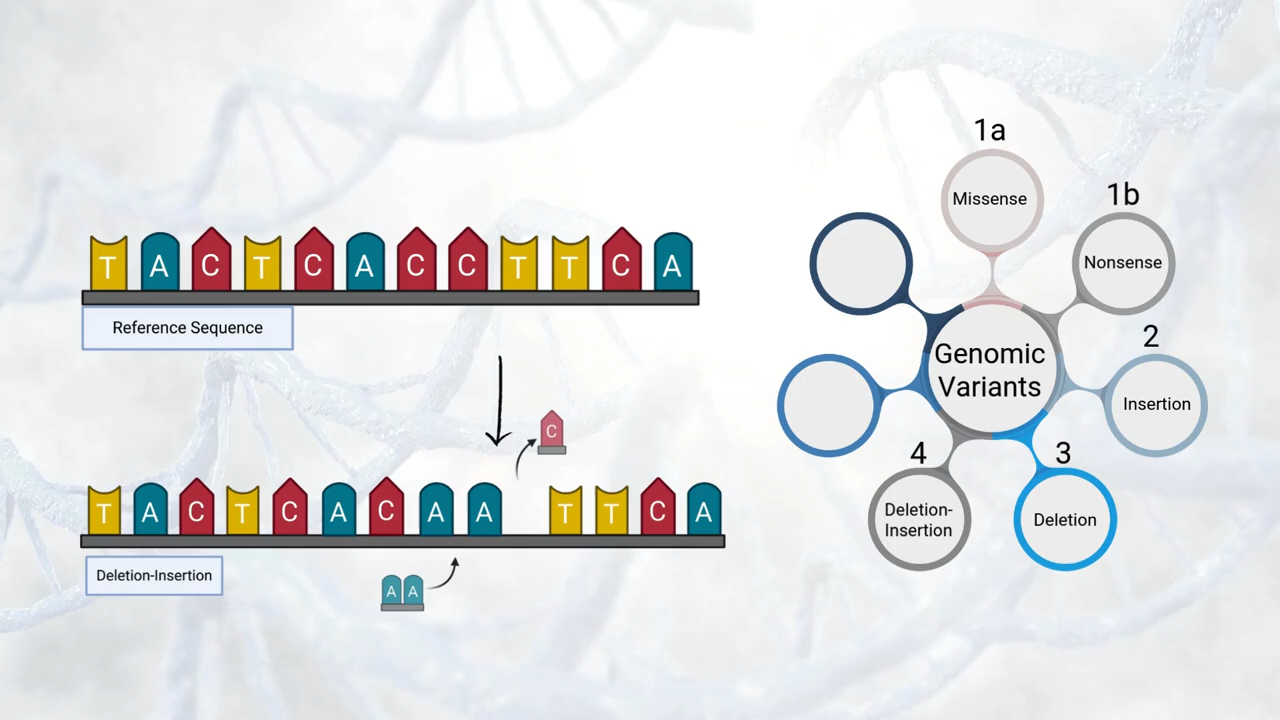 T A C T C A C C T T C A
Reference Sequence
C
T A C T C A C A A T T C A
Deletion-Insertion
A A
1a
Missense
1b
Nonsense
2
Insertion
3
Deletion
4
Deletion-
Insertion
Genomic
Variants